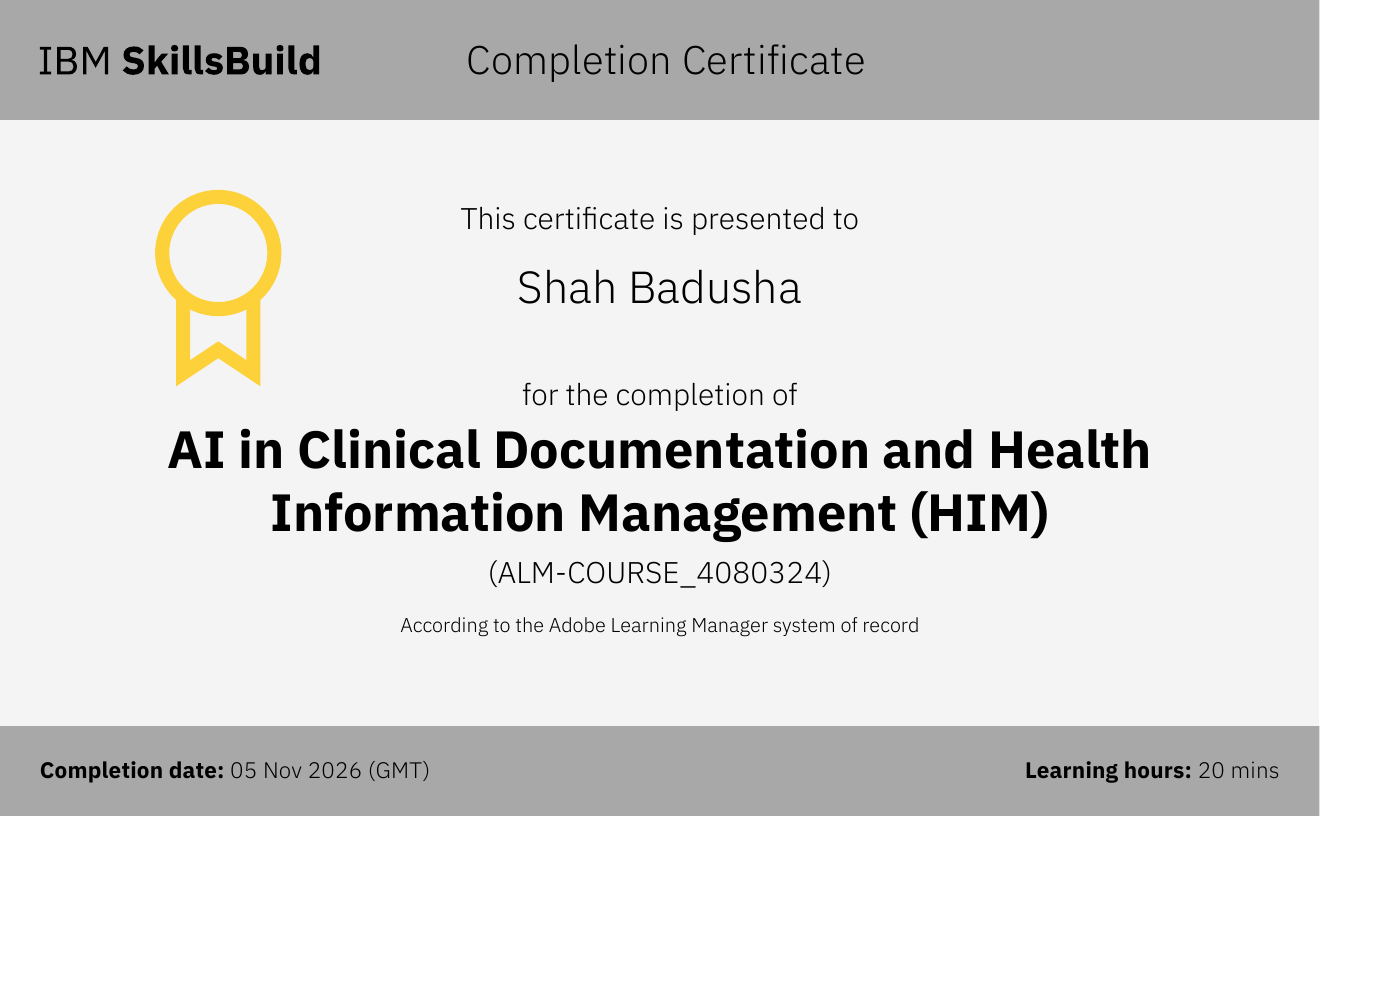 IBM SkillsBuild
Completion Certificate
This certificate is presented to
Shah Badusha
for the completion of
AI in Clinical Documentation and Health
Information Management (HIM)
(ALM-COURSE_4080324)
According to the Adobe Learning Manager system of record
Completion date: 05 Nov 2026 (GMT)
Learning hours: 20 mins